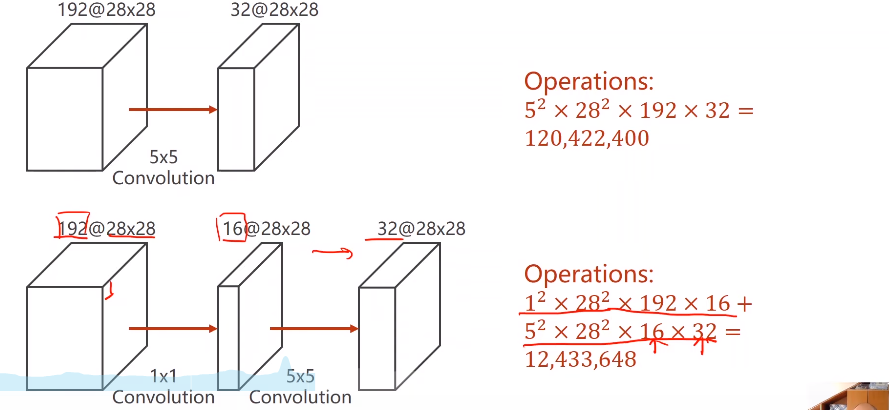 192@28x28
32@28x28
5x5
Convolution
Operations:
5² × 28² × 192 × 32 =
120,422,400
192@28x28
16@28x28
32@28x28
1x1
Convolution
5x5
Convolution
Operations:
1² × 28² × 192 × 16 +
5² × 28² × 16 × 32 =
12,433,648